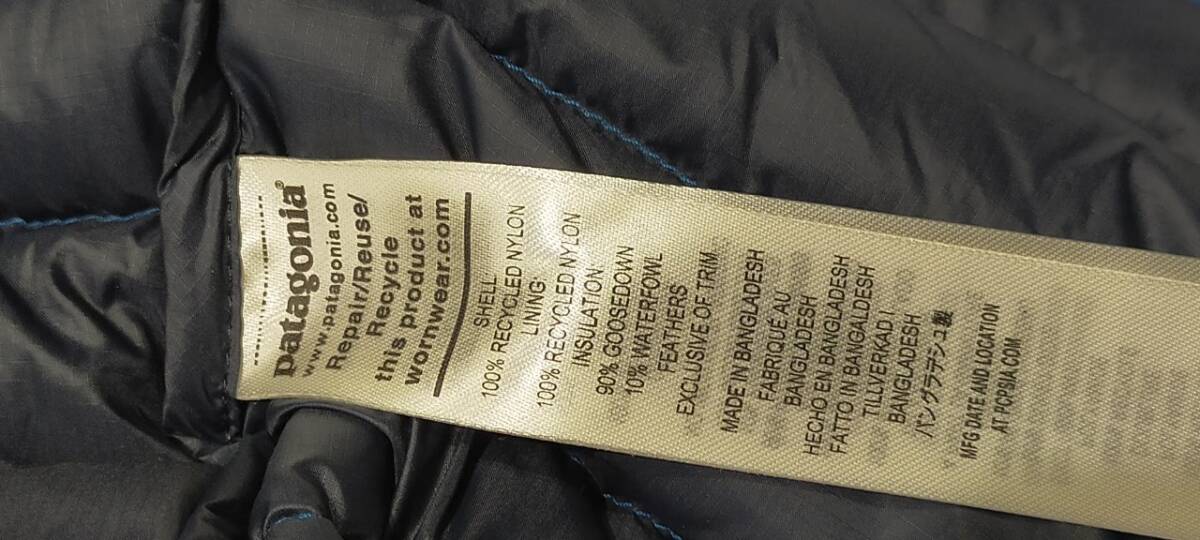 patagonia®
www.patagonia.com
Repair/Reuse/
Recycle
this product at
wornwear.com
SHELL
100% RECYCLED NYLON
LINING:
100% RECYCLED NYLON
INSULATION:
90% GOOSEDOWN
10% WATERFOWL
FEATHERS
EXCLUSIVE OF TRIM
MADE IN BANGLADESH
FABRIQUÉ AU
BANGLADESH
HECHO EN BANGLADESH
FATTO IN BANGALDESH
TILLVERKAD I
BANGLADESH
バングラデシュ製
MFG DATE AND LOCATION
AT PCPSIA.COM